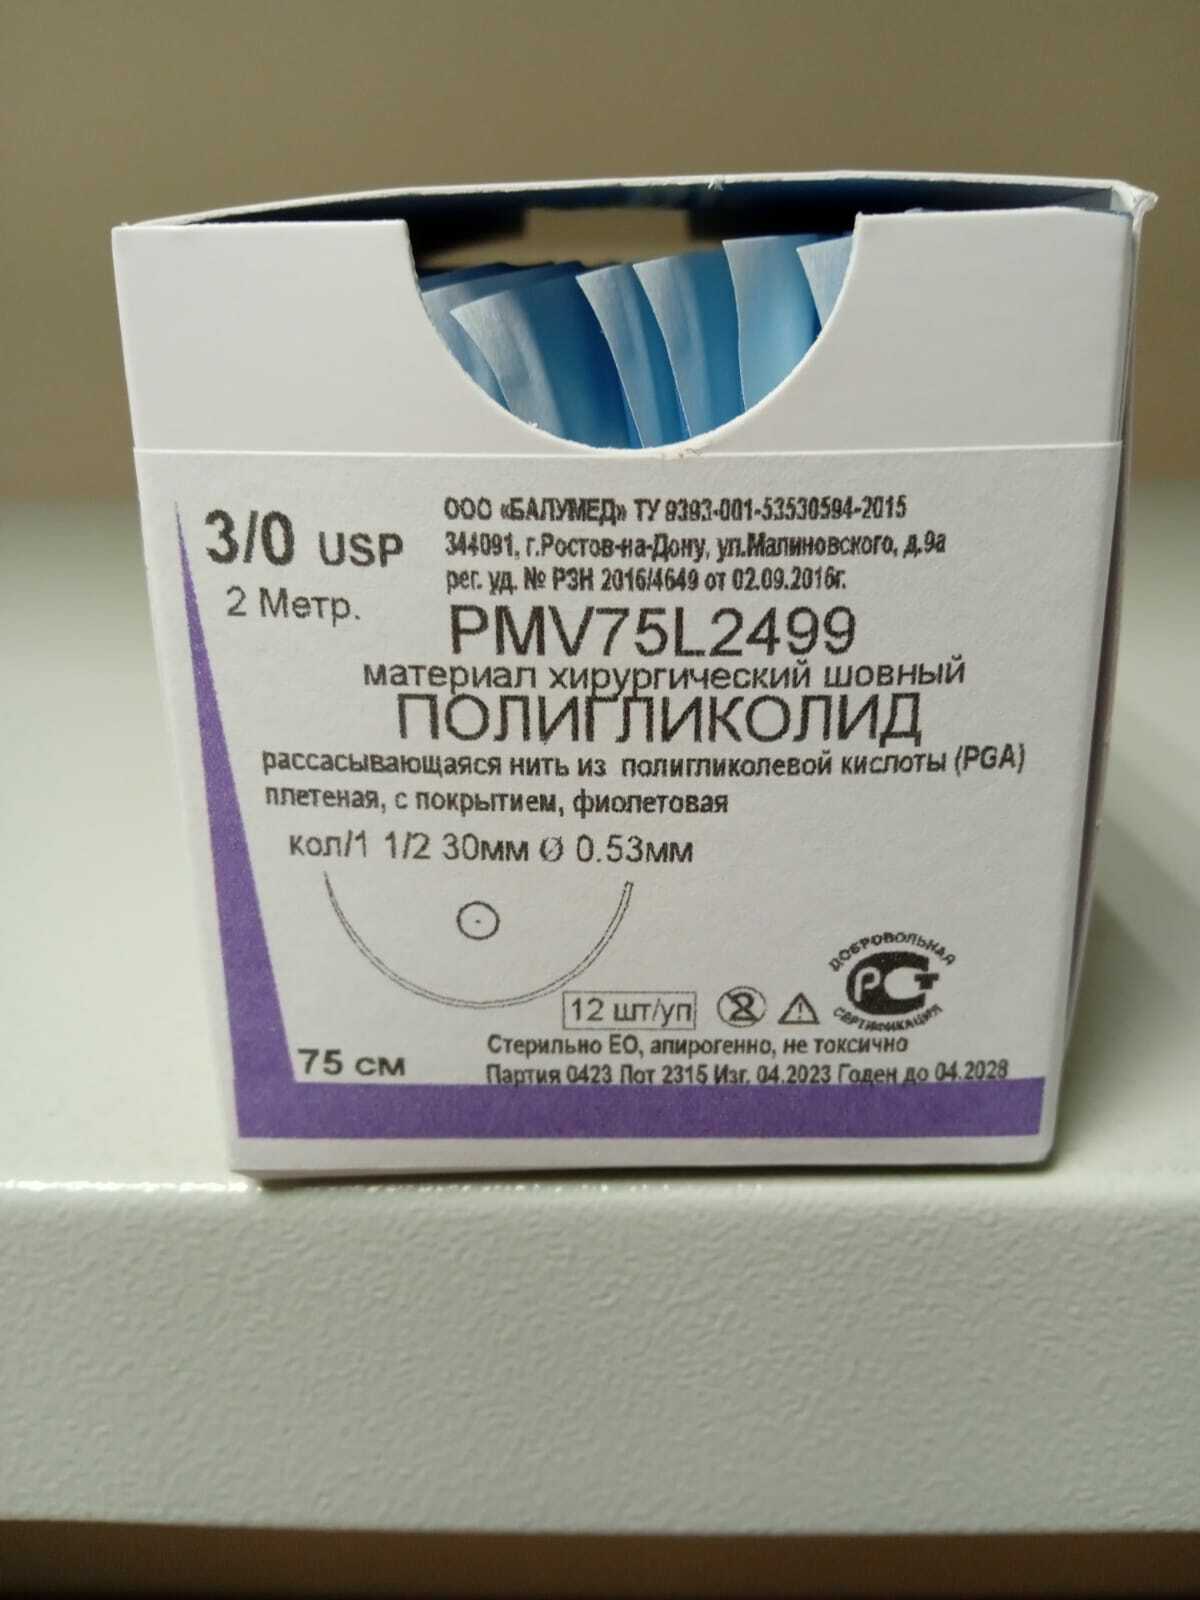 3/0 USP
2 Метр.
ООО «БАЛУМЕД» ТУ 9393-001-53530594-2015
344091, г.Ростов-на-Дону, ул.Малиновского, д.9а
рег. уд. № РЗН 2016/4649 от 02.09.2016г.
PMV75L2499
материал хирургический шовный
ПОЛИГЛИКОЛИД
рассасывающаяся нить из полигликолевой кислоты (PGA)
плетеная, с покрытием, фиолетовая
кол/1 1/2 30мм Ø 0.53мм
ДОБРОВОЛЬНАЯ
РСТ
СЕРТИФИКАЦИЯ
12 шт/уп
2
75 см
Стерильно ЕО, апирогенно, не токсично
Партия 0423 Лот 2315 Изг. 04.2023 Годен до 04.2028